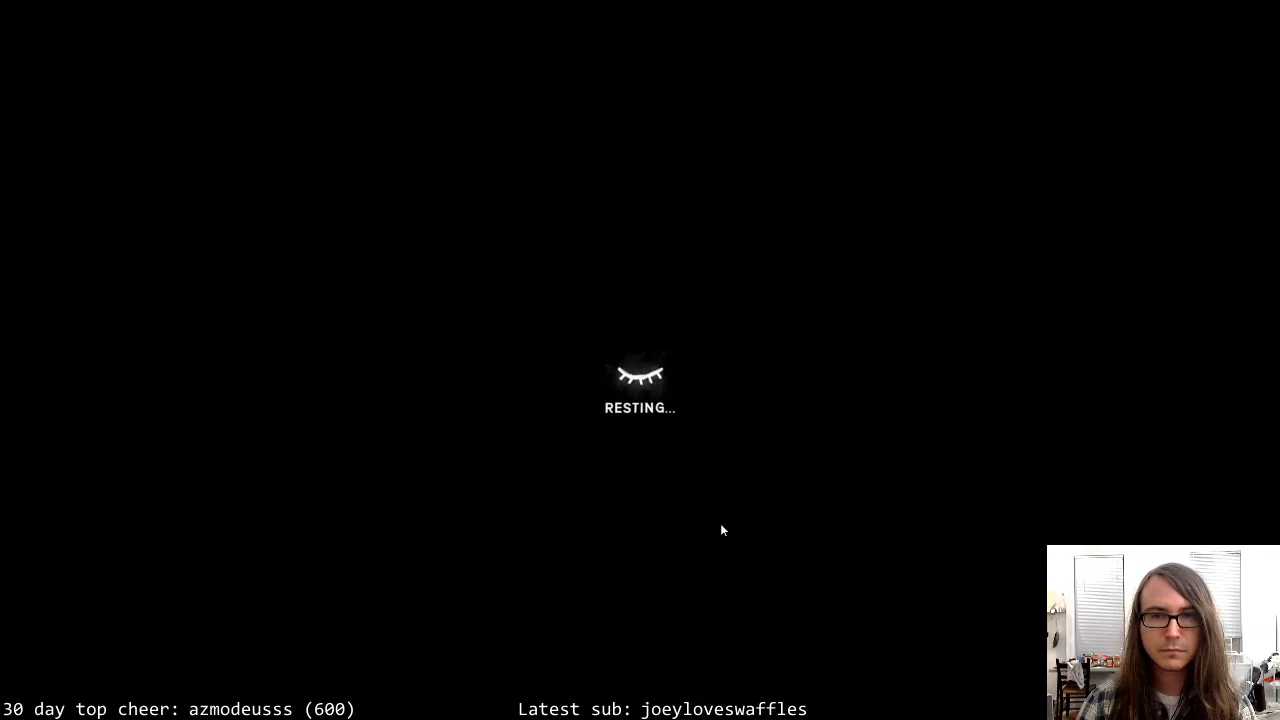 RESTING...
30 day top cheer: azmodeusss (600)
Latest sub: joeyloveswaffles